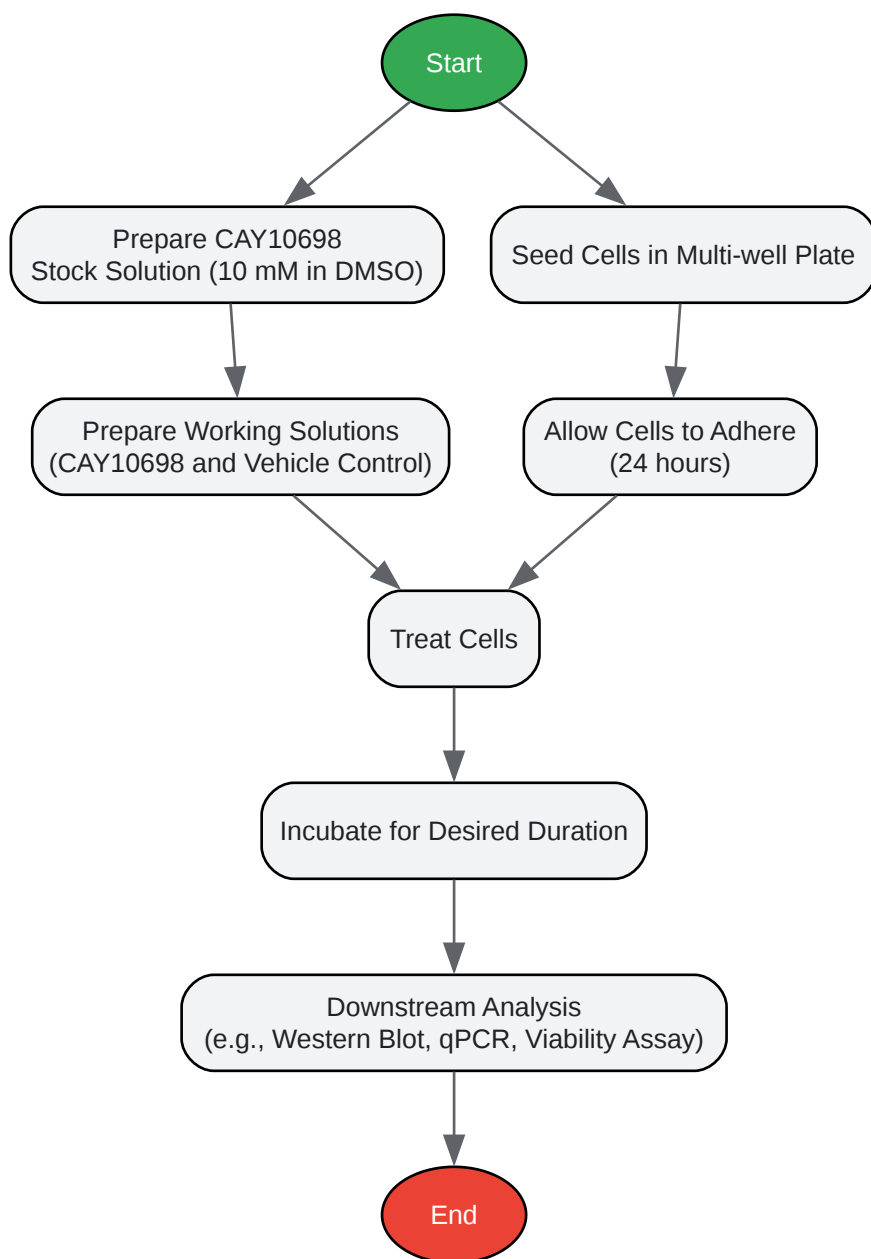 Start
Prepare CAY10698
Stock Solution (10 mM in DMSO)
Seed Cells in Multi-well Plate
Prepare Working Solutions
(CAY10698 and Vehicle Control)
Allow Cells to Adhere
(24 hours)
Treat Cells
Incubate for Desired Duration
Downstream Analysis
(e.g., Western Blot, qPCR, Viability Assay)
End